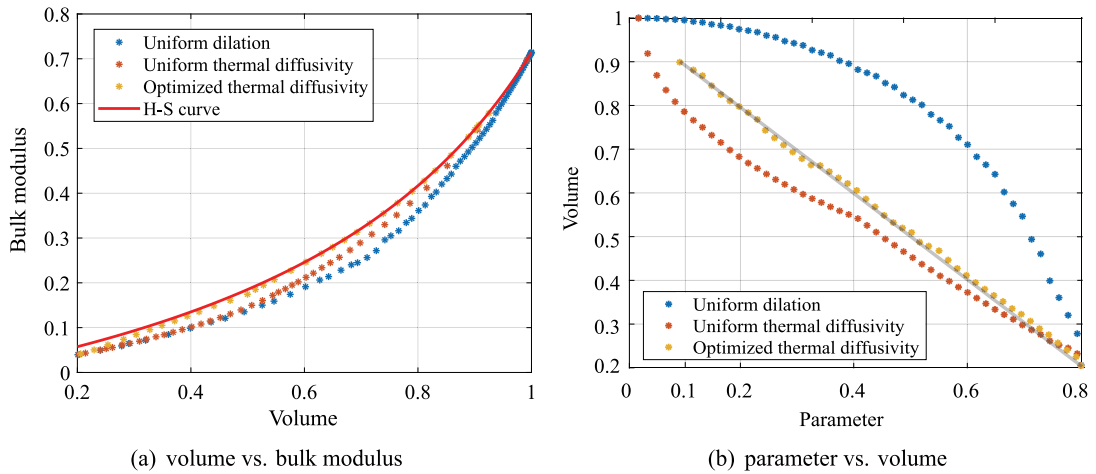 0.8
0.7
0.6
0.5
0.4
0.3
0.2
0.1
0
Bulk modulus
Uniform dilation
Uniform thermal diffusivity
Optimized thermal diffusivity
H-S curve
0.2 0.4 0.6 0.8 1
Volume
(a) volume vs. bulk modulus
1
0.9
0.8
0.7
0.6
0.5
0.4
0.3
0.2
Volume
Uniform dilation
Uniform thermal diffusivity
Optimized thermal diffusivity
0 0.1 0.2 0.4 0.6 0.8
Parameter
(b) parameter vs. volume